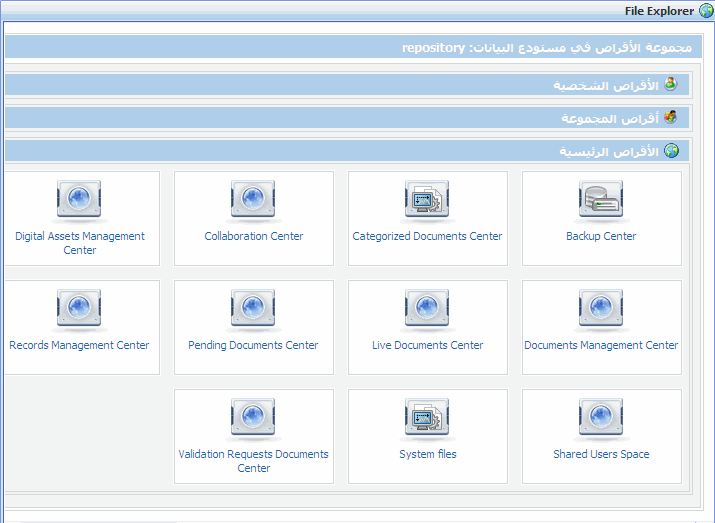 File Explorer
مجموعة الأقراص في مستودع البيانات: repository
الأقراص الشخصية
أقراص المجموعة
الأقراص الرئيسية
Backup Center
Categorized Documents Center
Collaboration Center
Digital Assets Management
Center
Documents Management Center
Live Documents Center
Pending Documents Center
Records Management Center
Shared Users Space
System files
Validation Requests Documents
Center